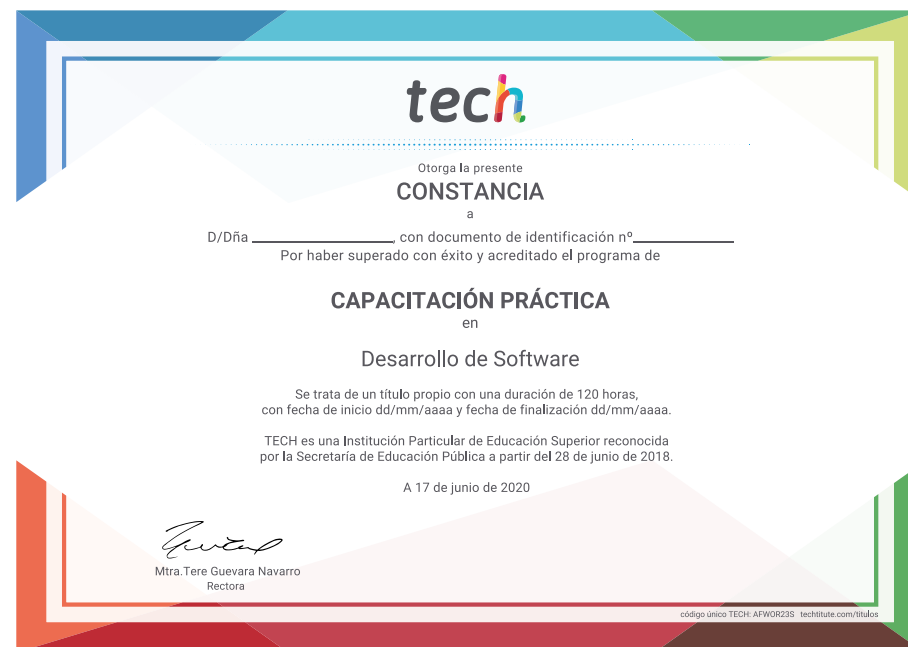 tech
Otorga la presente
CONSTANCIA
a
D/Dña ____________________, con documento de identificación nº______________
Por haber superado con éxito y acreditado el programa de
CAPACITACIÓN PRÁCTICA
en
Desarrollo de Software
Se trata de un título propio con una duración de 120 horas,
con fecha de inicio dd/mm/aaaa y fecha de finalización dd/mm/aaaa.
TECH es una Institución Particular de Educación Superior reconocida
por la Secretaría de Educación Pública a partir del 28 de junio de 2018.
A 17 de junio de 2020
Mtra.Tere Guevara Navarro
Rectora
código único TECH: AFWOR23S techtitute.com/titulos